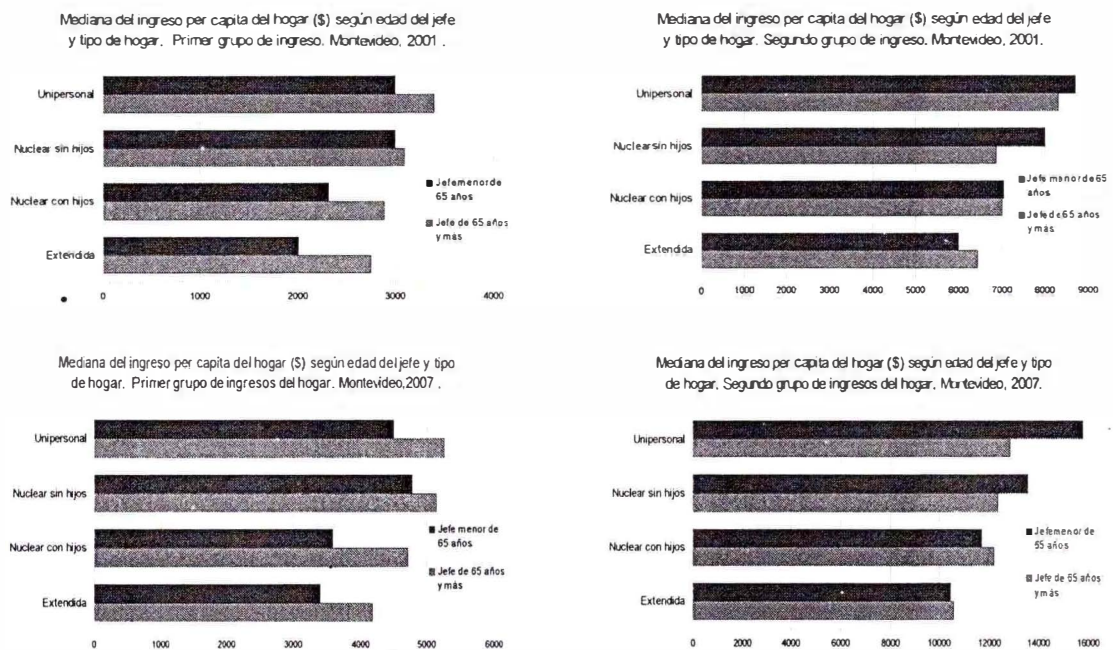 Mediana del ingreso per capita del hogar ($) según edad del jefe
y tipo de hogar. Primer grupo de ingreso. Montevideo, 2001 .
Unipersonal
Nuclear sin hijos
Nuclear con hijos
Extendida
Jefe menor de
65 años
Jefe de 65 años
y más
0 1000 2000 3000 4000
Mediana del ingreso per capita del hogar ($) según edad del jefe
y tipo de hogar. Segundo grupo de ingreso. Montevideo, 2001.
Unipersonal
Nuclear sin hijos
Nuclear con hijos
Extendida
Jefe menor de 65
años.
Jefe de 65 años
y más
0 1000 2000 3000 4000 5000 6000 7000 8000 9000
Mediana del ingreso per capita del hogar ($) según edad del jefe y tipo
de hogar. Primer grupo de ingresos del hogar. Montevideo,2007 .
Unipersonal
Nuclear sin hijos
Nuclear con hijos
Extendida
Jefe menor de
65 años
Jefe de 65 años
y más
0 1000 2000 3000 4000 5000 6000
Mediana del ingreso per capita del hogar ($) según edad del jefe y tipo
de hogar. Segundo grupo de ingresos del hogar. Montevideo, 2007.
Unipersonal
Nuclear sin hijos
Nuclear con hijos
Extendida
Jefe menor de
65 años
Jefe de 65 años
y más
0 2000 4000 6000 8000 10000 12000 14000 16000